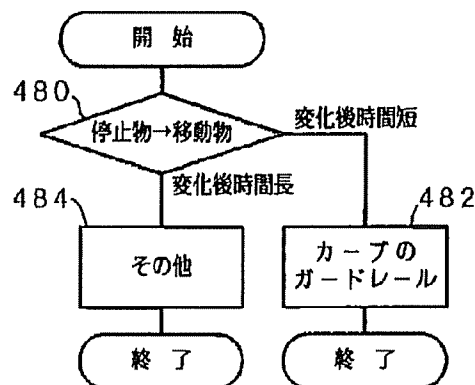 開 始
480
停止物→移動物
変化後時間短
変化後時間長
484
482
その他
カーブの
ガードレール
終 了
終 了